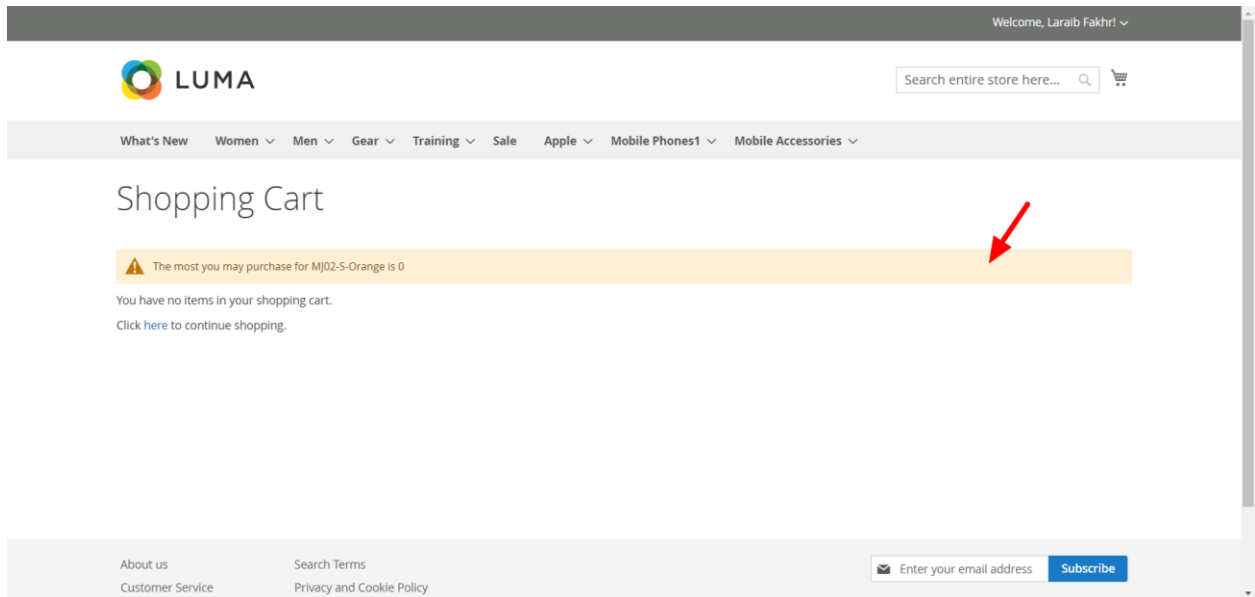 Welcome, Laraib Fakhr!
LUMA
Search entire store here...
What's New Women Men Gear Training Sale Apple Mobile Phones1 Mobile Accessories
Shopping Cart
The most you may purchase for MJ02-S-Orange is 0
You have no items in your shopping cart.
Click here to continue shopping.
About us Search Terms Enter your email address Subscribe
Customer Service Privacy and Cookie Policy